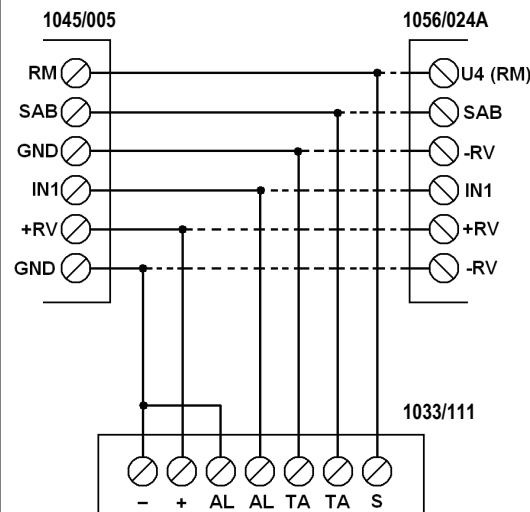 1045/005 1056/024A
RM U4 (RM)
SAB SAB
GND -RV
IN1 IN1
+RV +RV
GND -RV
1033/111
– + AL AL TA TA S